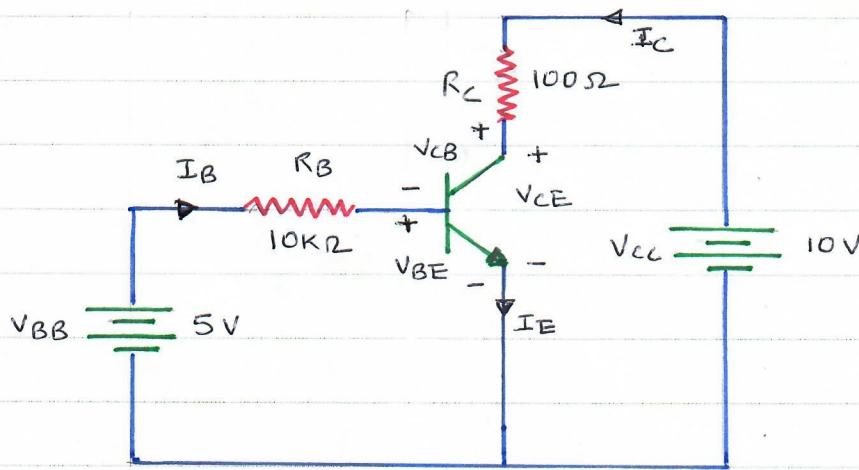 IC
RC 100Ω
+
VCB +
IB RB
- VCE
+
10KΩ
VCC 10V
VBE -
-
VBB 5V IE